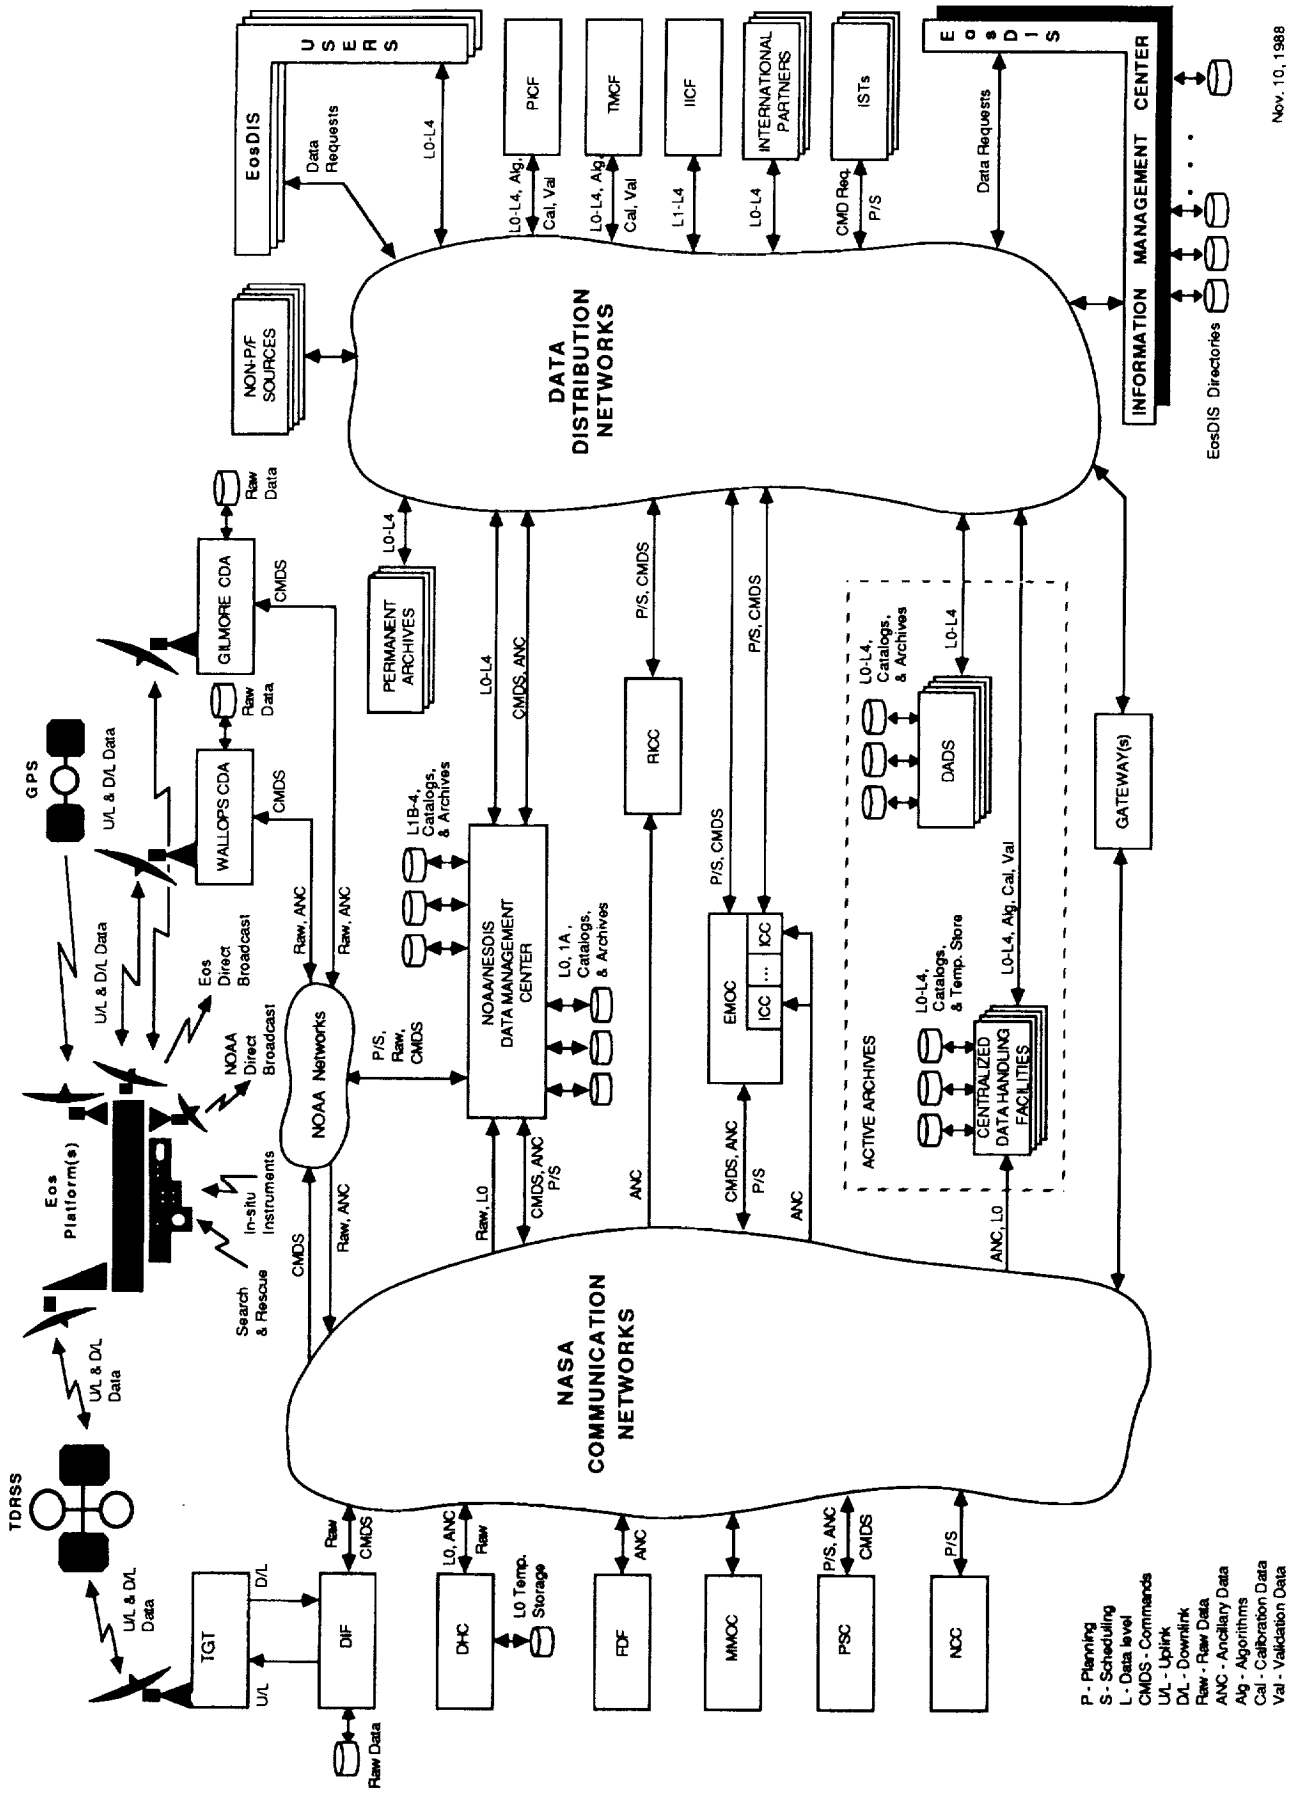 TDRSS
U/L & D/L
Data
U/L & D/L
Data
TGT
U/L
D/L
DIF
Raw Data
Raw
CMDS
DHC
L0 Temp.
Storage
L0, ANC
Raw
FDF
ANC
MMOC
PSC
P/S, ANC
CMDS
NCC
P/S
P - Planning
S - Scheduling
L - Data level
CMDS - Commands
U/L - Uplink
D/L - Downlink
Raw - Raw Data
ANC - Ancillary Data
Alg - Algorithms
Cal - Calibration Data
Val - Validation Data
NASA
COMMUNICATION
NETWORKS
Eos
Platform(s)
Search
& Rescue
In-situ
Instruments
NOAA
Direct
Broadcast
Eos
Direct
Broadcast
GPS
U/L & D/L Data
U/L & D/L Data
WALLOPS CDA
Raw
Data
CMDS
GILMORE CDA
Raw
Data
CMDS
Raw, ANC
Raw, ANC
NOAA Networks
CMDS
Raw, ANC
P/S,
Raw,
CMDS
Raw, L0
CMDS, ANC
P/S
NOAA/NESDIS
DATA MANAGEMENT
CENTER
L1B-4,
Catalogs,
& Archives
L0, 1A,
Catalogs,
& Archives
L0-L4
CMDS, ANC
PERMANENT
ARCHIVES
L0-L4
ANC
RICC
P/S, CMDS
CMDS, ANC
P/S
ANC
EMOC
ICC
...
ICC
P/S, CMDS
P/S, CMDS
ACTIVE ARCHIVES
ANC, L0
CENTRALIZED
DATA HANDLING
FACILITIES
L0-L4,
Catalogs,
& Temp. Store
L0-L4, Alg, Cal, Val
DADS
L0-L4,
Catalogs,
& Archives
L0-L4
GATEWAY(s)
DATA
DISTRIBUTION
NETWORKS
NON-P/F
SOURCES
EosDIS
USERS
Data
Requests
L0-L4
PICF
L0-L4, Alg,
Cal, Val
TMCF
L0-L4, Alg,
Cal, Val
IICF
L1-L4
INTERNATIONAL
PARTNERS
L0-L4
ISTs
CMD Req.
P/S
Data Requests
EosDIS
INFORMATION MANAGEMENT CENTER
EosDIS Directories
. . . .
Nov. 10, 1988